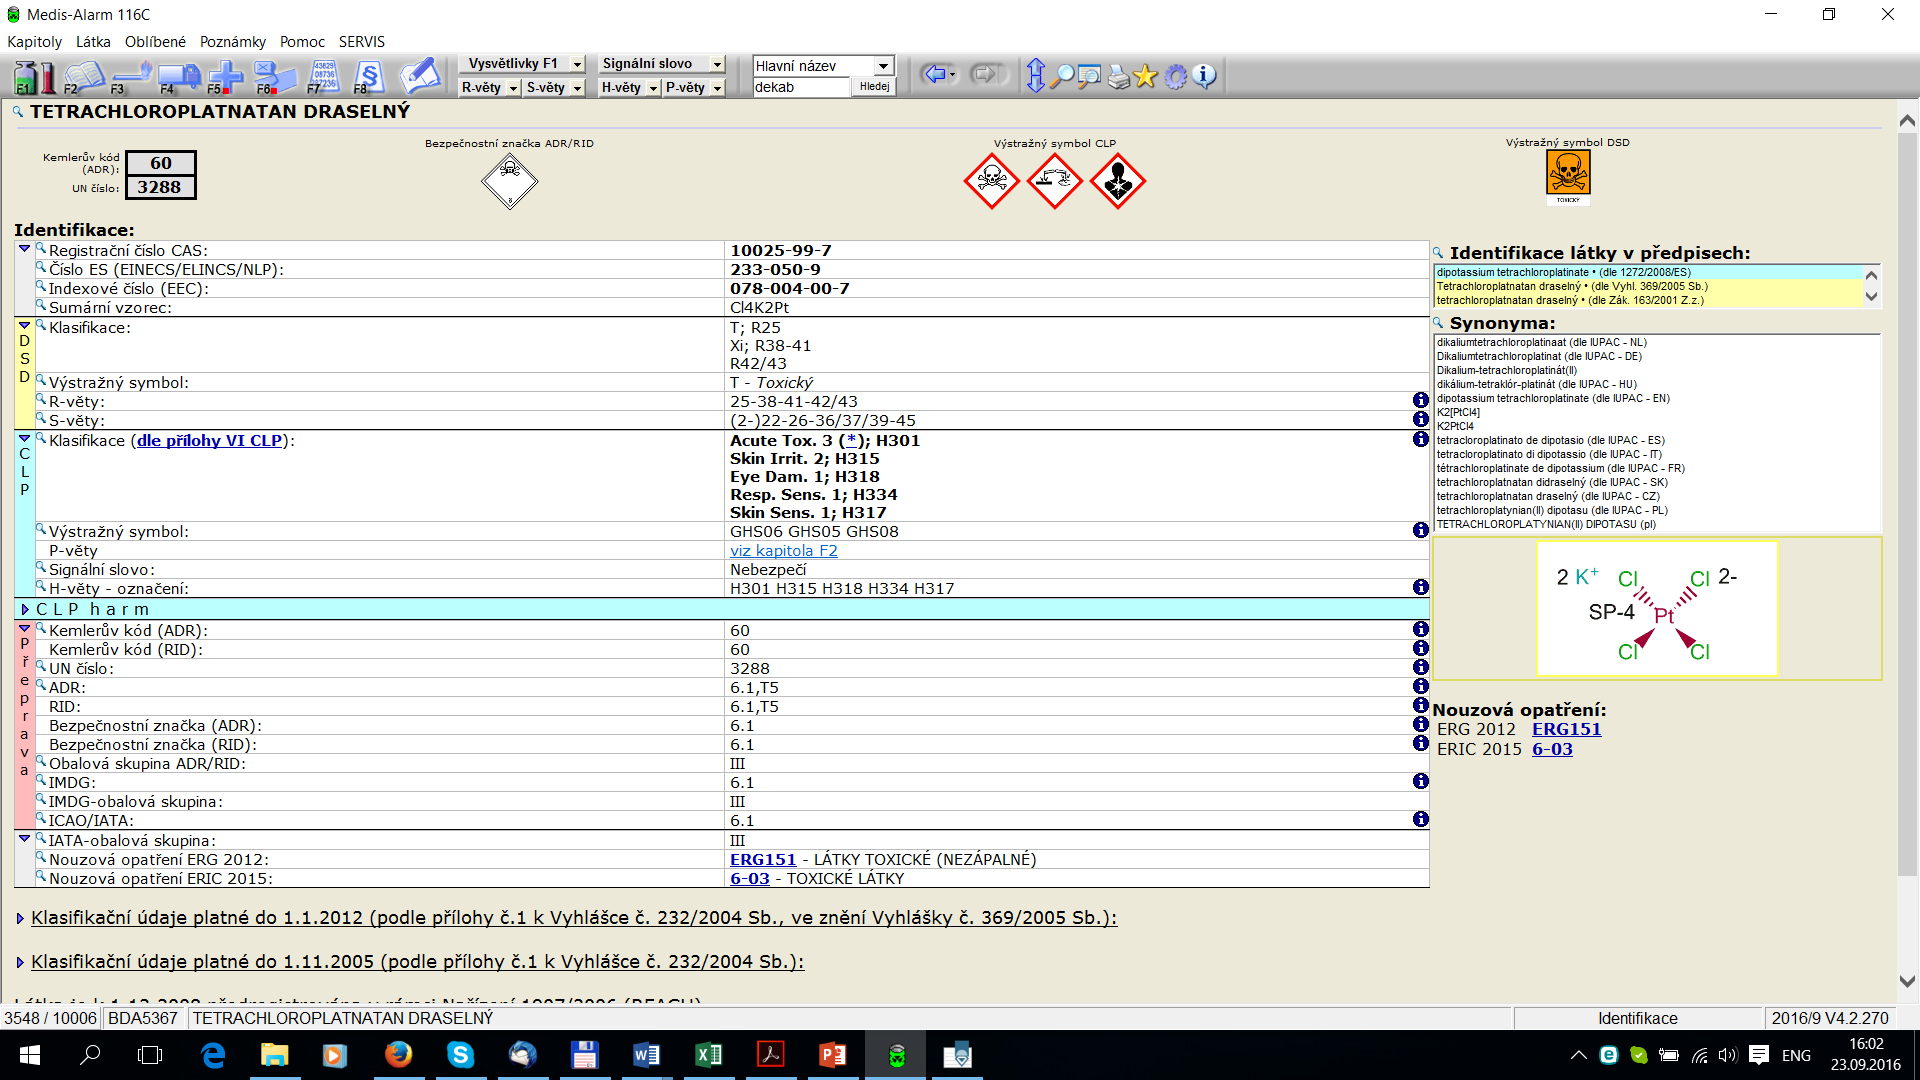 Medis-Alarm 116C
Kapitoly Látka Oblíbené Poznámky Pomoc SERVIS
F1 F2 F3 F4 F5 F6 F7 F8
Vysvětlivky F1 Signální slovo Hlavní název
R-věty S-věty H-věty P-věty dekab Hledej
TETRACHLOROPLATNATAN DRASELNÝ
Kemlerův kód (ADR): 60
UN číslo: 3288
Bezpečnostní značka ADR/RID
Výstražný symbol CLP
Výstražný symbol DSD
TOXICKÝ
Identifikace:
Registrační číslo CAS: 10025-99-7
Číslo ES (EINECS/ELINCS/NLP): 233-050-9
Indexové číslo (EEC): 078-004-00-7
Sumární vzorec: Cl4K2Pt
DSD
Klasifikace: T; R25
Xi; R38-41
R42/43
Výstražný symbol: T - Toxický
R-věty: 25-38-41-42/43
S-věty: (2-)22-26-36/37/39-45
CLP
Klasifikace (dle přílohy VI CLP): Acute Tox. 3 (*); H301
Skin Irrit. 2; H315
Eye Dam. 1; H318
Resp. Sens. 1; H334
Skin Sens. 1; H317
Výstražný symbol: GHS06 GHS05 GHS08
P-věty viz kapitola F2
Signální slovo: Nebezpečí
H-věty - označení: H301 H315 H318 H334 H317
CLP harm
Přeprava
Kemlerův kód (ADR): 60
Kemlerův kód (RID): 60
UN číslo: 3288
ADR: 6.1,T5
RID: 6.1,T5
Bezpečnostní značka (ADR): 6.1
Bezpečnostní značka (RID): 6.1
Obalová skupina ADR/RID: III
IMDG: 6.1
IMDG-obalová skupina: III
ICAO/IATA: 6.1
IATA-obalová skupina: III
Nouzová opatření ERG 2012: ERG151 - LÁTKY TOXICKÉ (NEZÁPALNÉ)
Nouzová opatření ERIC 2015: 6-03 - TOXICKÉ LÁTKY
Klasifikační údaje platné do 1.1.2012 (podle přílohy č.1 k Vyhlášce č. 232/2004 Sb., ve znění Vyhlášky č. 369/2005 Sb.):
Klasifikační údaje platné do 1.11.2005 (podle přílohy č.1 k Vyhlášce č. 232/2004 Sb.):
Identifikace látky v předpisech:
dipotassium tetrachloroplatinate • (dle 1272/2008/ES)
Tetrachloroplatnatan draselný • (dle Vyhl. 369/2005 Sb.)
tetrachloroplatnatan draselný • (dle Zák. 163/2001 Z.z.)
Synonyma:
dikaliumtetrachloroplatinaat (dle IUPAC - NL)
Dikaliumtetrachloroplatinat (dle IUPAC - DE)
Dikalium-tetrachloroplatinát(II)
dikálium-tetraklór-platinát (dle IUPAC - HU)
dipotassium tetrachloroplatinate (dle IUPAC - EN)
K2[PtCl4]
K2PtCl4
tetracloroplatinato de dipotasio (dle IUPAC - ES)
tetracloroplatinato di dipotassio (dle IUPAC - IT)
tétrachloroplatinate de dipotassium (dle IUPAC - FR)
tetrachloroplatnatan didraselný (dle IUPAC - SK)
tetrachloroplatnatan draselný (dle IUPAC - CZ)
tetrachloroplatynian(II) dipotasu (dle IUPAC - PL)
TETRACHLOROPLATYNIAN(II) DIPOTASU (pl)
2 K+ Cl Cl 2-
SP-4 Pt
Cl Cl
Nouzová opatření:
ERG 2012 ERG151
ERIC 2015 6-03
3548 / 10006 BDA5367 TETRACHLOROPLATNATAN DRASELNÝ Identifikace 2016/9 V4.2.270
ENG 16:02
23.09.2016